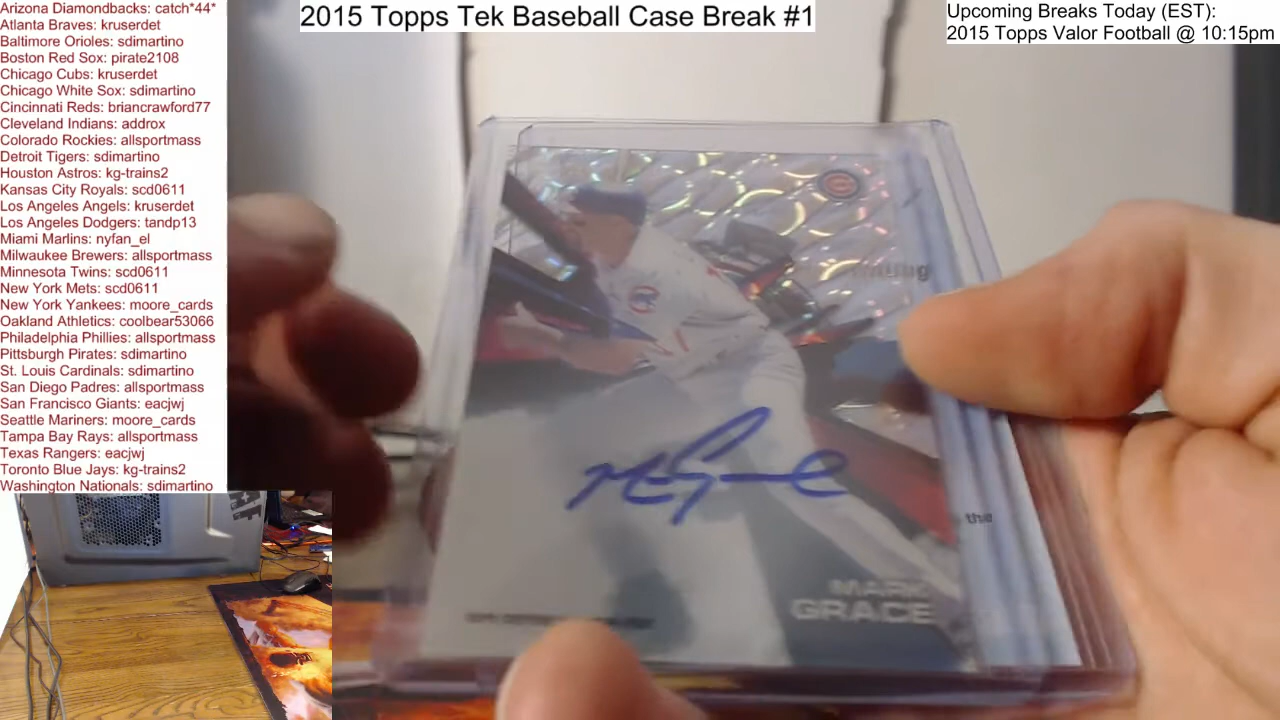 Arizona Diamondbacks: catch*44*
Atlanta Braves: kruserdet
Baltimore Orioles: sdimartino
Boston Red Sox: pirate2108
Chicago Cubs: kruserdet
Chicago White Sox: sdimartino
Cincinnati Reds: briancrawford77
Cleveland Indians: addrox
Colorado Rockies: allsportmass
Detroit Tigers: sdimartino
Houston Astros: kg-trains2
Kansas City Royals: scd0611
Los Angeles Angels: kruserdet
Los Angeles Dodgers: tandp13
Miami Marlins: nyfan_el
Milwaukee Brewers: allsportmass
Minnesota Twins: scd0611
New York Mets: scd0611
New York Yankees: moore_cards
Oakland Athletics: coolbear53066
Philadelphia Phillies: allsportmass
Pittsburgh Pirates: sdimartino
St. Louis Cardinals: sdimartino
San Diego Padres: allsportmass
San Francisco Giants: eacjwj
Seattle Mariners: moore_cards
Tampa Bay Rays: allsportmass
Texas Rangers: eacjwj
Toronto Blue Jays: kg-trains2
Washington Nationals: sdimartino
2015 Topps Tek Baseball Case Break #1
Upcoming Breaks Today (EST):
2015 Topps Valor Football @ 10:15pm
the
MARK
GRACE